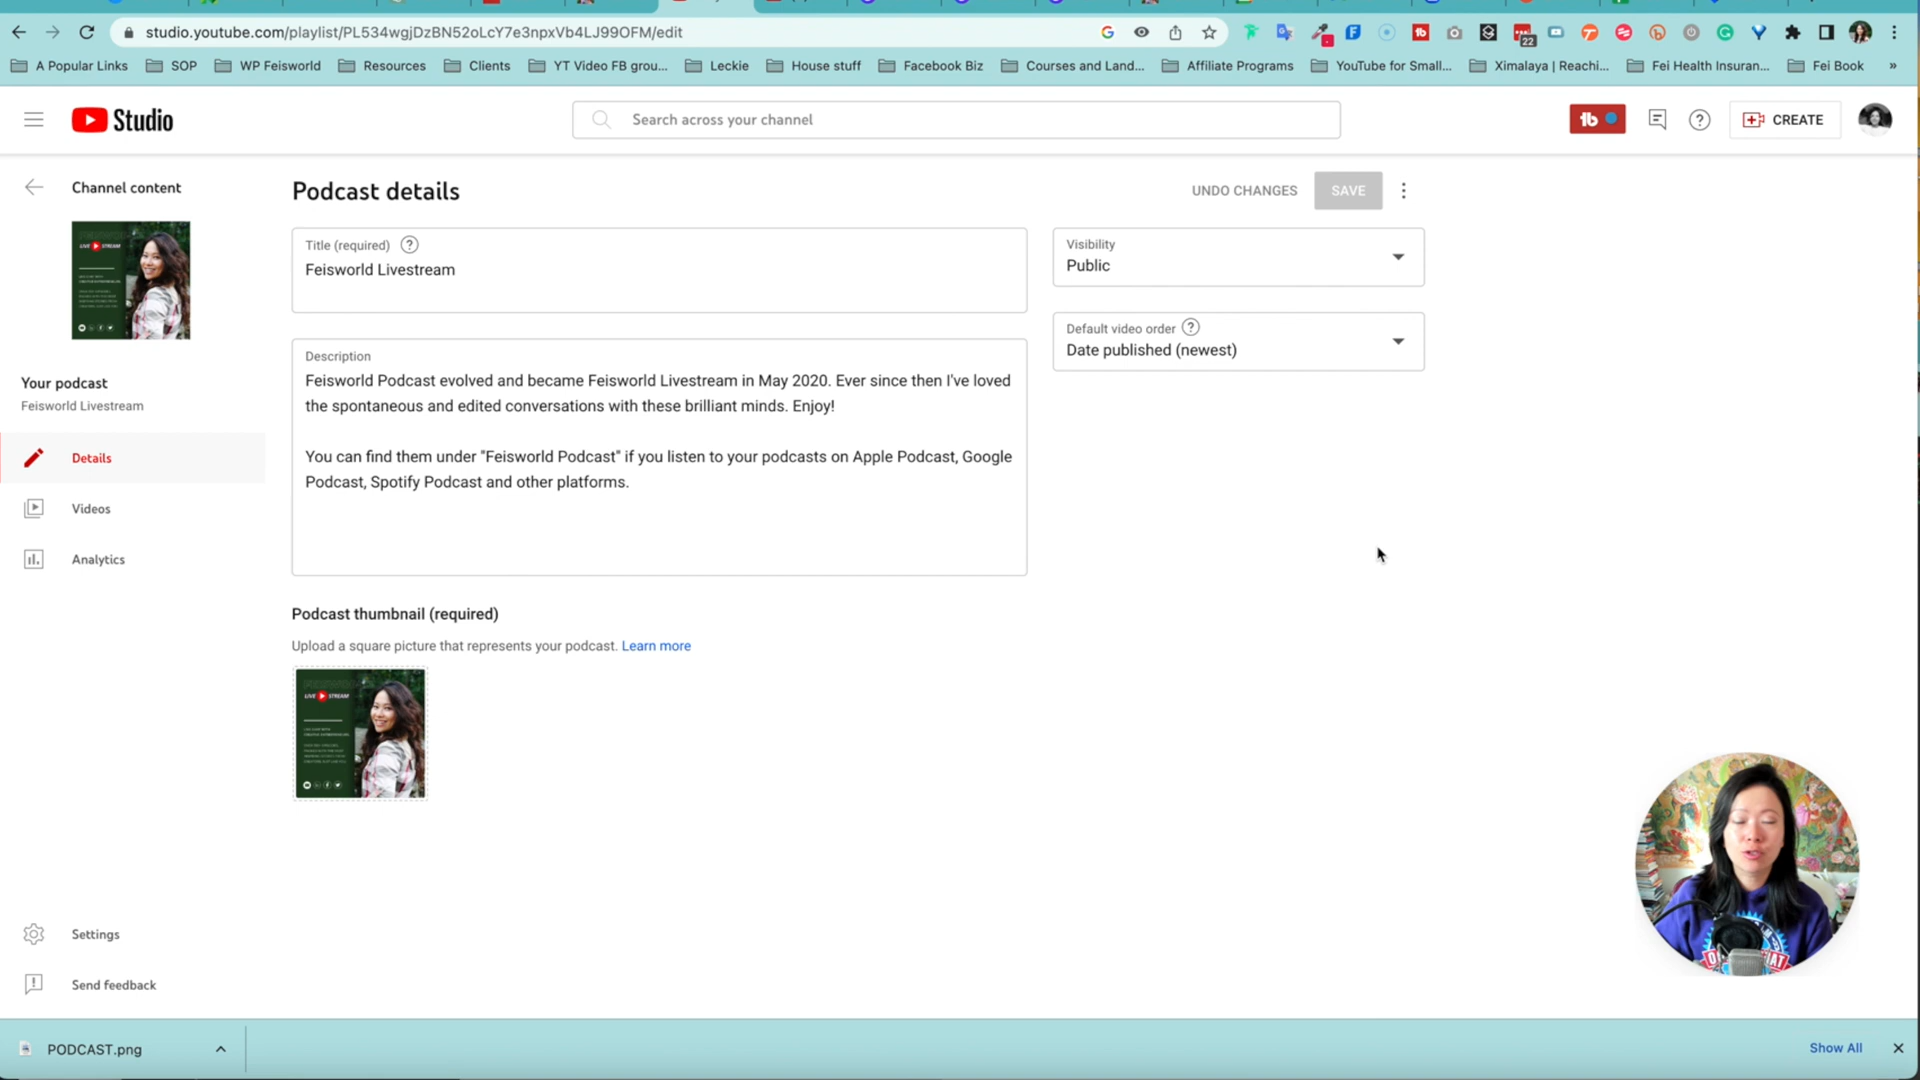 studio.youtube.com/playlist/PL534wgjDzBN52oLcY7e3npxVb4LJ99OFM/edit
22
A Popular Links
SOP
WP Feisworld
Resources
Clients
YT Video FB grou...
Leckie
House stuff
Facebook Biz
Courses and Land...
Affiliate Programs
YouTube for Small...
Ximalaya | Reachi...
Fei Health Insuran...
Fei Book
»
Studio
Search across your channel
CREATE
Channel content
Podcast details
UNDO CHANGES
SAVE
LIVE STREAM
Title (required)
Feisworld Livestream
Visibility
Public
Default video order
Date published (newest)
Description
Feisworld Podcast evolved and became Feisworld Livestream in May 2020. Ever since then I've loved
the spontaneous and edited conversations with these brilliant minds. Enjoy!
You can find them under "Feisworld Podcast" if you listen to your podcasts on Apple Podcast, Google
Podcast, Spotify Podcast and other platforms.
Your podcast
Feisworld Livestream
Details
Videos
Analytics
Podcast thumbnail (required)
Upload a square picture that represents your podcast. Learn more
LIVE STREAM
Settings
Send feedback
PODCAST.png
Show All